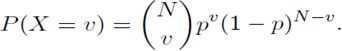 P(X = v) = \binom{N}{v} p^v (1 − p)^{N−v}.